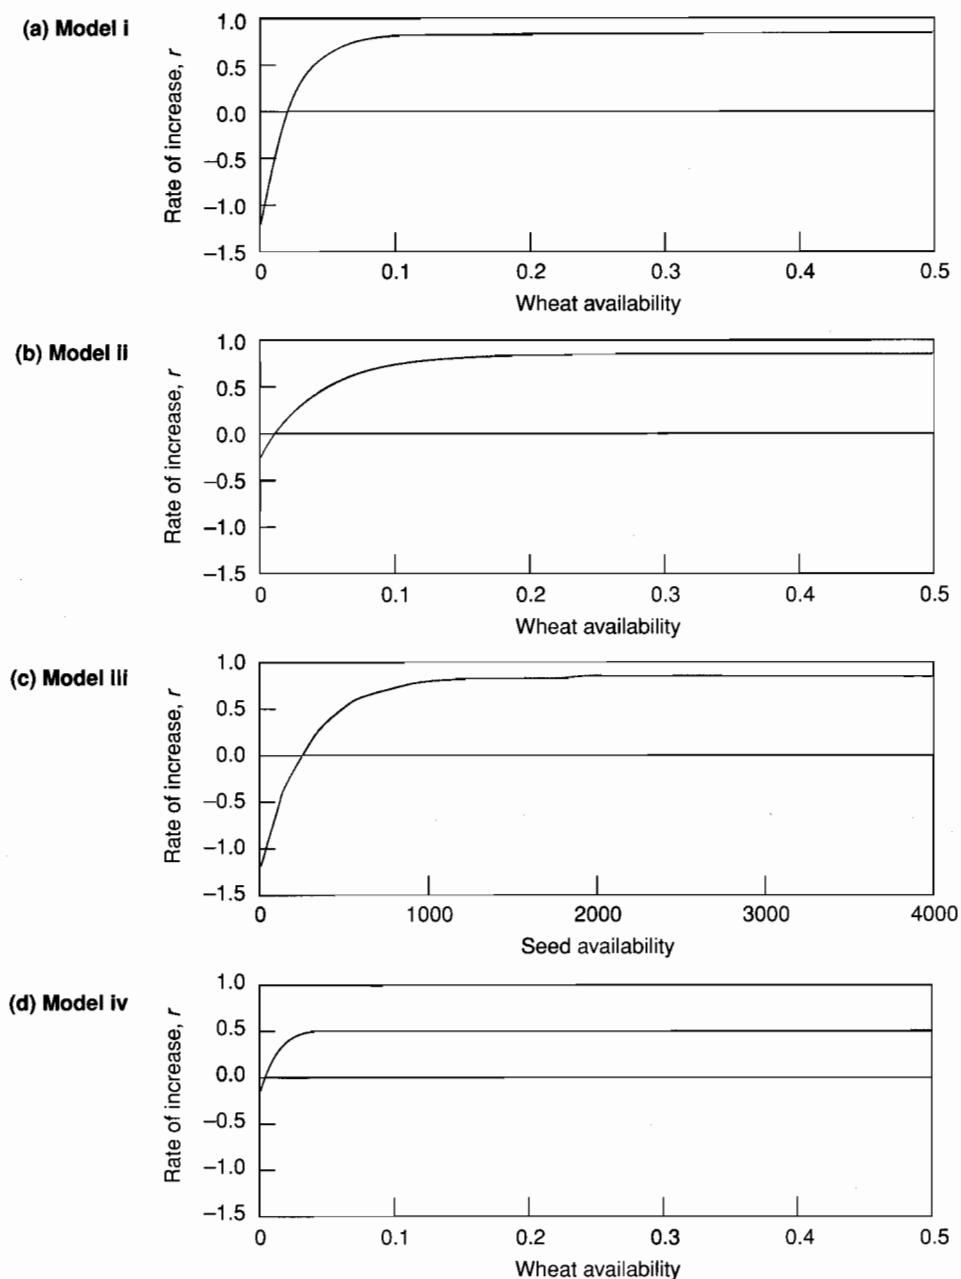 (a) Model i
Rate of increase, r
1.0
0.5
0.0
–0.5
–1.0
–1.5
0 0.1 0.2 0.3 0.4 0.5
Wheat availability
(b) Model ii
Rate of increase, r
1.0
0.5
0.0
–0.5
–1.0
–1.5
0 0.1 0.2 0.3 0.4 0.5
Wheat availability
(c) Model iii
Rate of increase, r
1.0
0.5
0.0
–0.5
–1.0
–1.5
0 1000 2000 3000 4000
Seed availability
(d) Model iv
Rate of increase, r
1.0
0.5
0.0
–0.5
–1.0
–1.5
0 0.1 0.2 0.3 0.4 0.5
Wheat availability